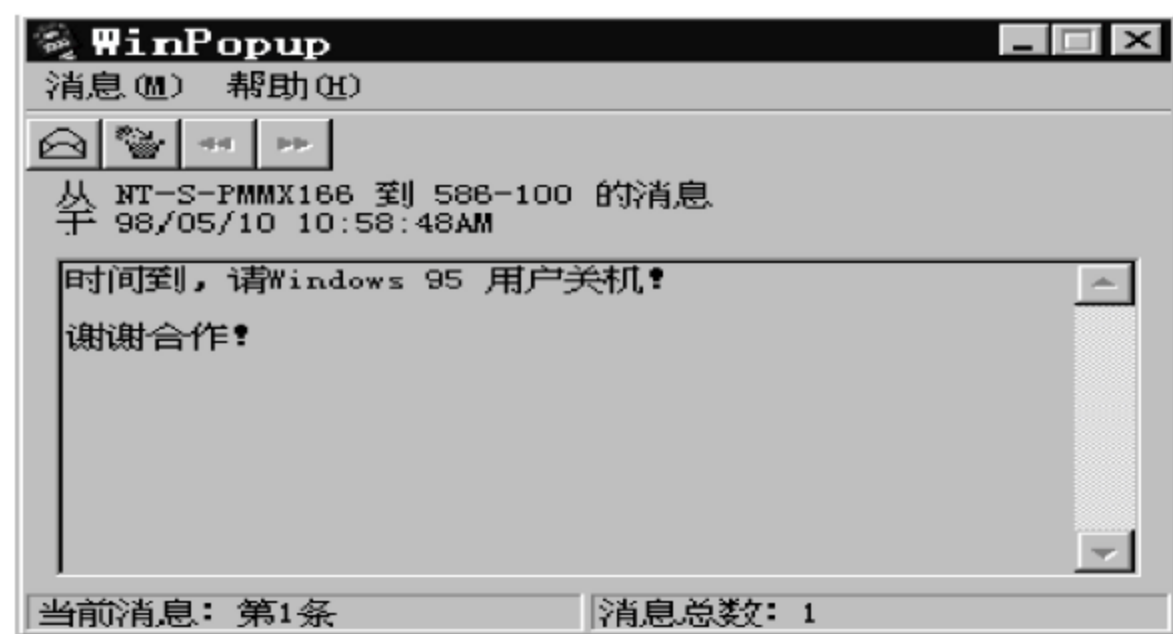 WinPopup
消息(M) 帮助(H)
从 NT-S-PMMX166 到 586-100 的消息
于 98/05/10 10:58:48AM
时间到,请Windows 95 用户关机!
谢谢合作!
当前消息: 第1条 消息总数: 1